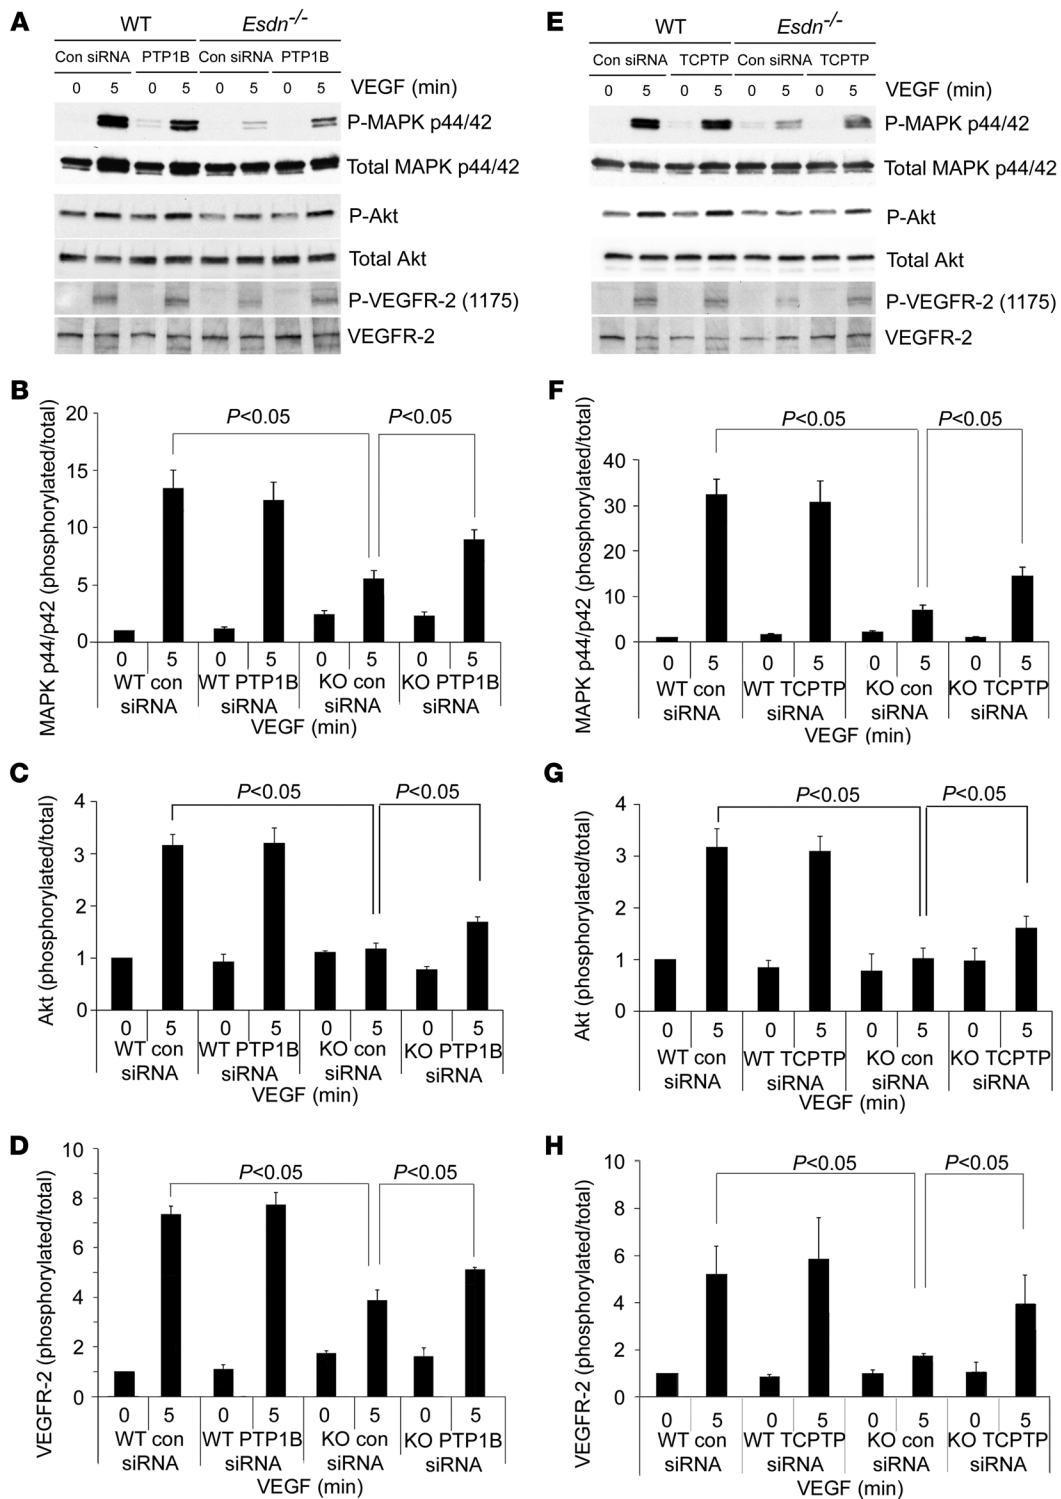 A
WT
Esdn-/-
Con siRNA
PTP1B
Con siRNA
PTP1B
0 5 0 5 0 5 0 5 VEGF (min)
P-MAPK p44/42
Total MAPK p44/42
P-Akt
Total Akt
P-VEGFR-2 (1175)
VEGFR-2
B
MAPK p44/p42 (phosphorylated/total)
20
15
10
5
0
P<0.05
P<0.05
0 5 0 5 0 5 0 5
WT con WT PTP1B KO con KO PTP1B
siRNA siRNA siRNA siRNA
VEGF (min)
C
Akt (phosphorylated/total)
4
3
2
1
0
P<0.05
P<0.05
0 5 0 5 0 5 0 5
WT con WT PTP1B KO con KO PTP1B
siRNA siRNA siRNA siRNA
VEGF (min)
D
VEGFR-2 (phosphorylated/total)
10
8
6
4
2
0
P<0.05
P<0.05
0 5 0 5 0 5 0 5
WT con WT PTP1B KO con KO PTP1B
siRNA siRNA siRNA siRNA
VEGF (min)
E
WT
Esdn-/-
Con siRNA
TCPTP
Con siRNA
TCPTP
0 5 0 5 0 5 0 5 VEGF (min)
P-MAPK p44/42
Total MAPK p44/42
P-Akt
Total Akt
P-VEGFR-2 (1175)
VEGFR-2
F
MAPK p44/p42 (phosphorylated/total)
40
30
20
10
0
P<0.05
P<0.05
0 5 0 5 0 5 0 5
WT con WT TCPTP KO con KO TCPTP
siRNA siRNA siRNA siRNA
VEGF (min)
G
Akt (phosphorylated/total)
4
3
2
1
0
P<0.05
P<0.05
0 5 0 5 0 5 0 5
WT con WT TCPTP KO con KO TCPTP
siRNA siRNA siRNA siRNA
VEGF (min)
H
VEGFR-2 (phosphorylated/total)
10
8
6
4
2
0
P<0.05
P<0.05
0 5 0 5 0 5 0 5
WT con WT TCPTP KO con KO TCPTP
siRNA siRNA siRNA siRNA
VEGF (min)